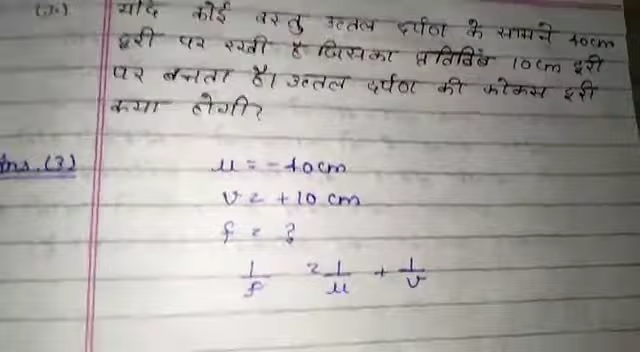 (3.) यदि कोई वस्तु उत्तल दर्पण के सामने 40cm
दूरी पर रखी है जिसका प्रतिबिंब 10cm दूरी
पर बनता है। उत्तल दर्पण की फोकस दूरी
क्या होगी?
Ans.(3) u = -40cm
v = +10 cm
f = ?
1/f = 1/u + 1/v